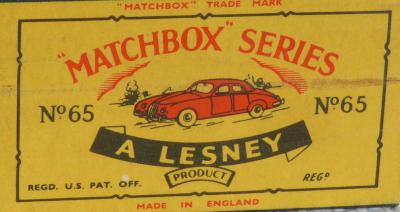 "MATCHBOX" TRADE MARK
"MATCHBOX" SERIES
Nº65 Nº65
A LESNEY
PRODUCT
REGD. U.S. PAT. OFF. REGD
MADE IN ENGLAND